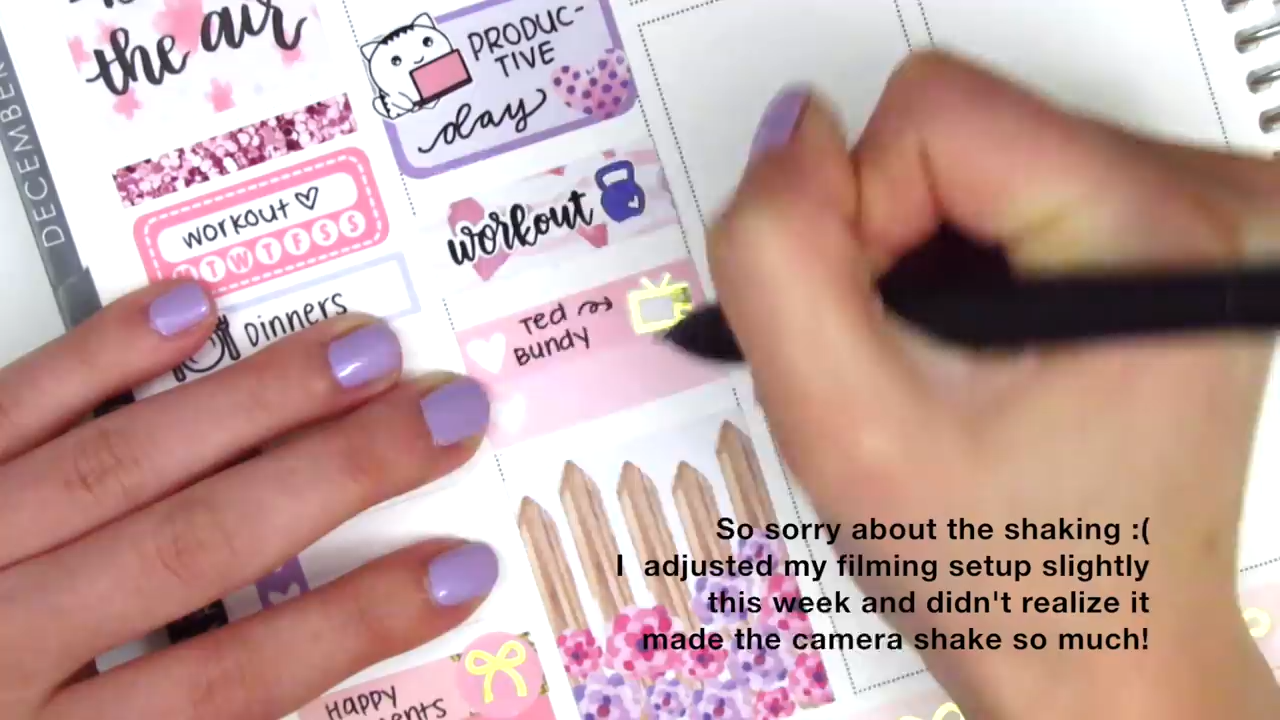 the air
DECEMBER
PRODUC-
TIVE
day
workout
M T W T F S S
workout
Dinners
Ted
Bundy
Happy
So sorry about the shaking :(
I adjusted my filming setup slightly
this week and didn't realize it
made the camera shake so much!